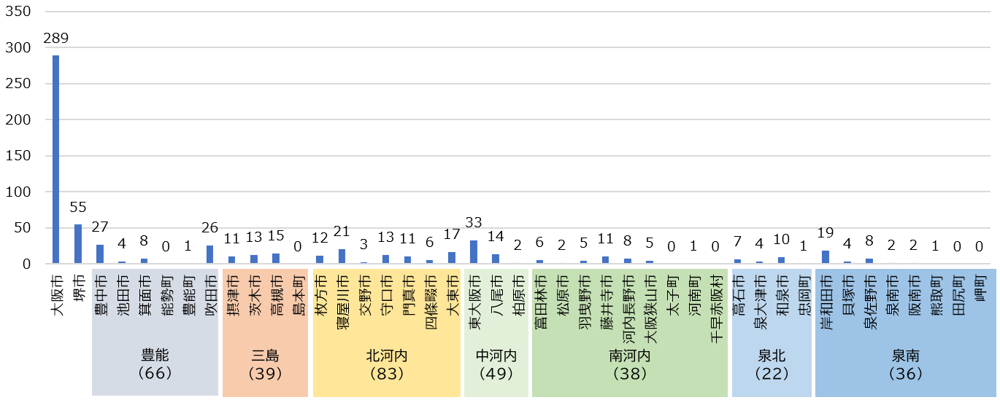 350
300
250
200
150
100
50
0
289
55
27
4
8
0
1
26
11
13
15
0
12
21
3
13
11
6
17
33
14
2
6
2
5
11
8
5
0
1
0
7
4
10
1
19
4
8
2
2
1
0
0
大阪市
堺市
豊中市
池田市
箕面市
能勢町
豊能町
吹田市
摂津市
茨木市
高槻市
島本町
枚方市
寝屋川市
交野市
守口市
門真市
四條畷市
大東市
東大阪市
八尾市
柏原市
富田林市
松原市
羽曳野市
藤井寺市
河内長野市
大阪狭山市
太子町
河南町
千早赤阪村
高石市
泉大津市
和泉市
忠岡町
岸和田市
貝塚市
泉佐野市
泉南市
阪南市
熊取町
田尻町
岬町
豊能
（66）
三島
（39）
北河内
（83）
中河内
（49）
南河内
（38）
泉北
（22）
泉南
（36）